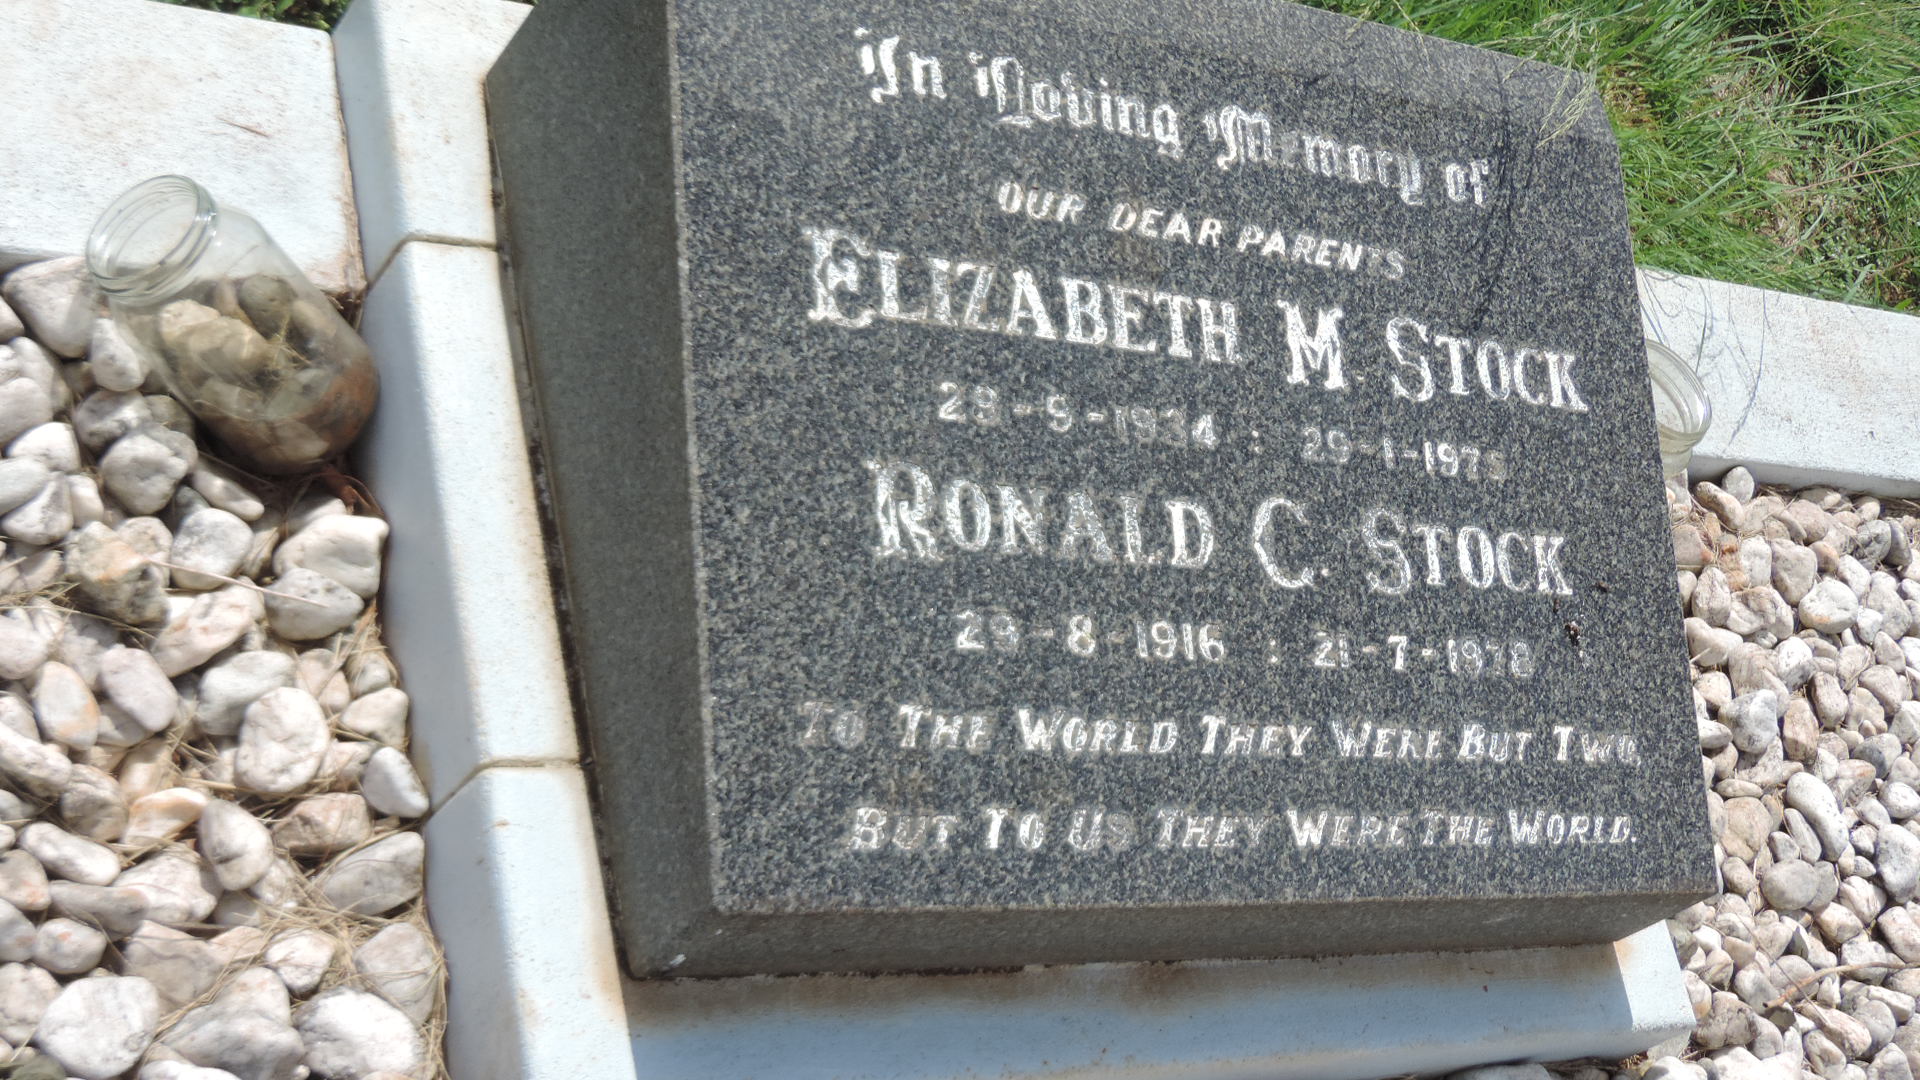 In Loving Memory of
OUR DEAR PARENTS
ELIZABETH M. STOCK
28-9-1934 : 29-1-1975
RONALD C. STOCK
29-8-1916 : 21-7-1978
TO THE WORLD THEY WERE BUT TWO,
BUT TO US THEY WERE THE WORLD.